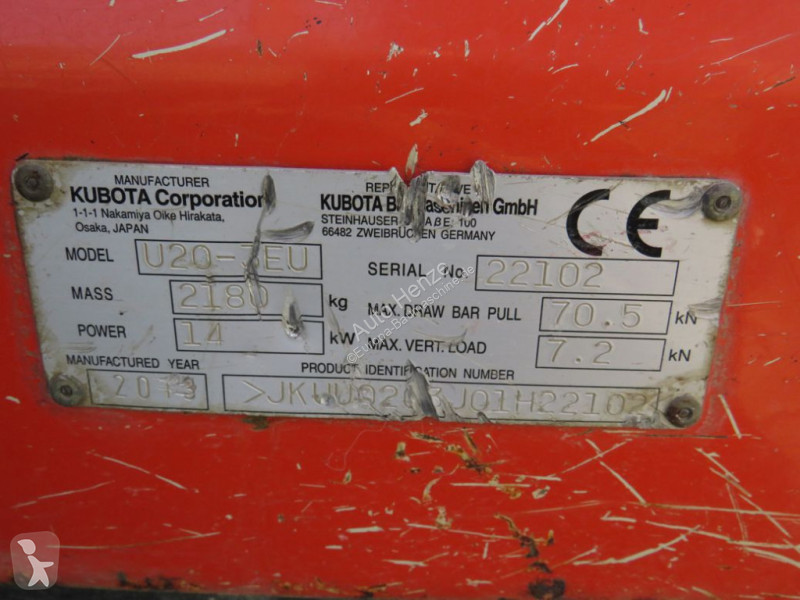 MANUFACTURER
KUBOTA Corporation
1-1-1 Nakamiya Oike Hirakata,
Osaka, JAPAN
KUBOTA GmbH
STEINHAUSER 100
66482 ZWEIBRÜCKEN GERMANY
CE
MODEL U20-3EU
SERIAL No. 22102
MASS 2180 kg
MAX. DRAW BAR PULL 70.5 kN
POWER 14 kW
MAX. VERT. LOAD 7.2 kN
MANUFACTURED YEAR
PRODUCT IDENTIFICATION NUMBER
Auto-Henze